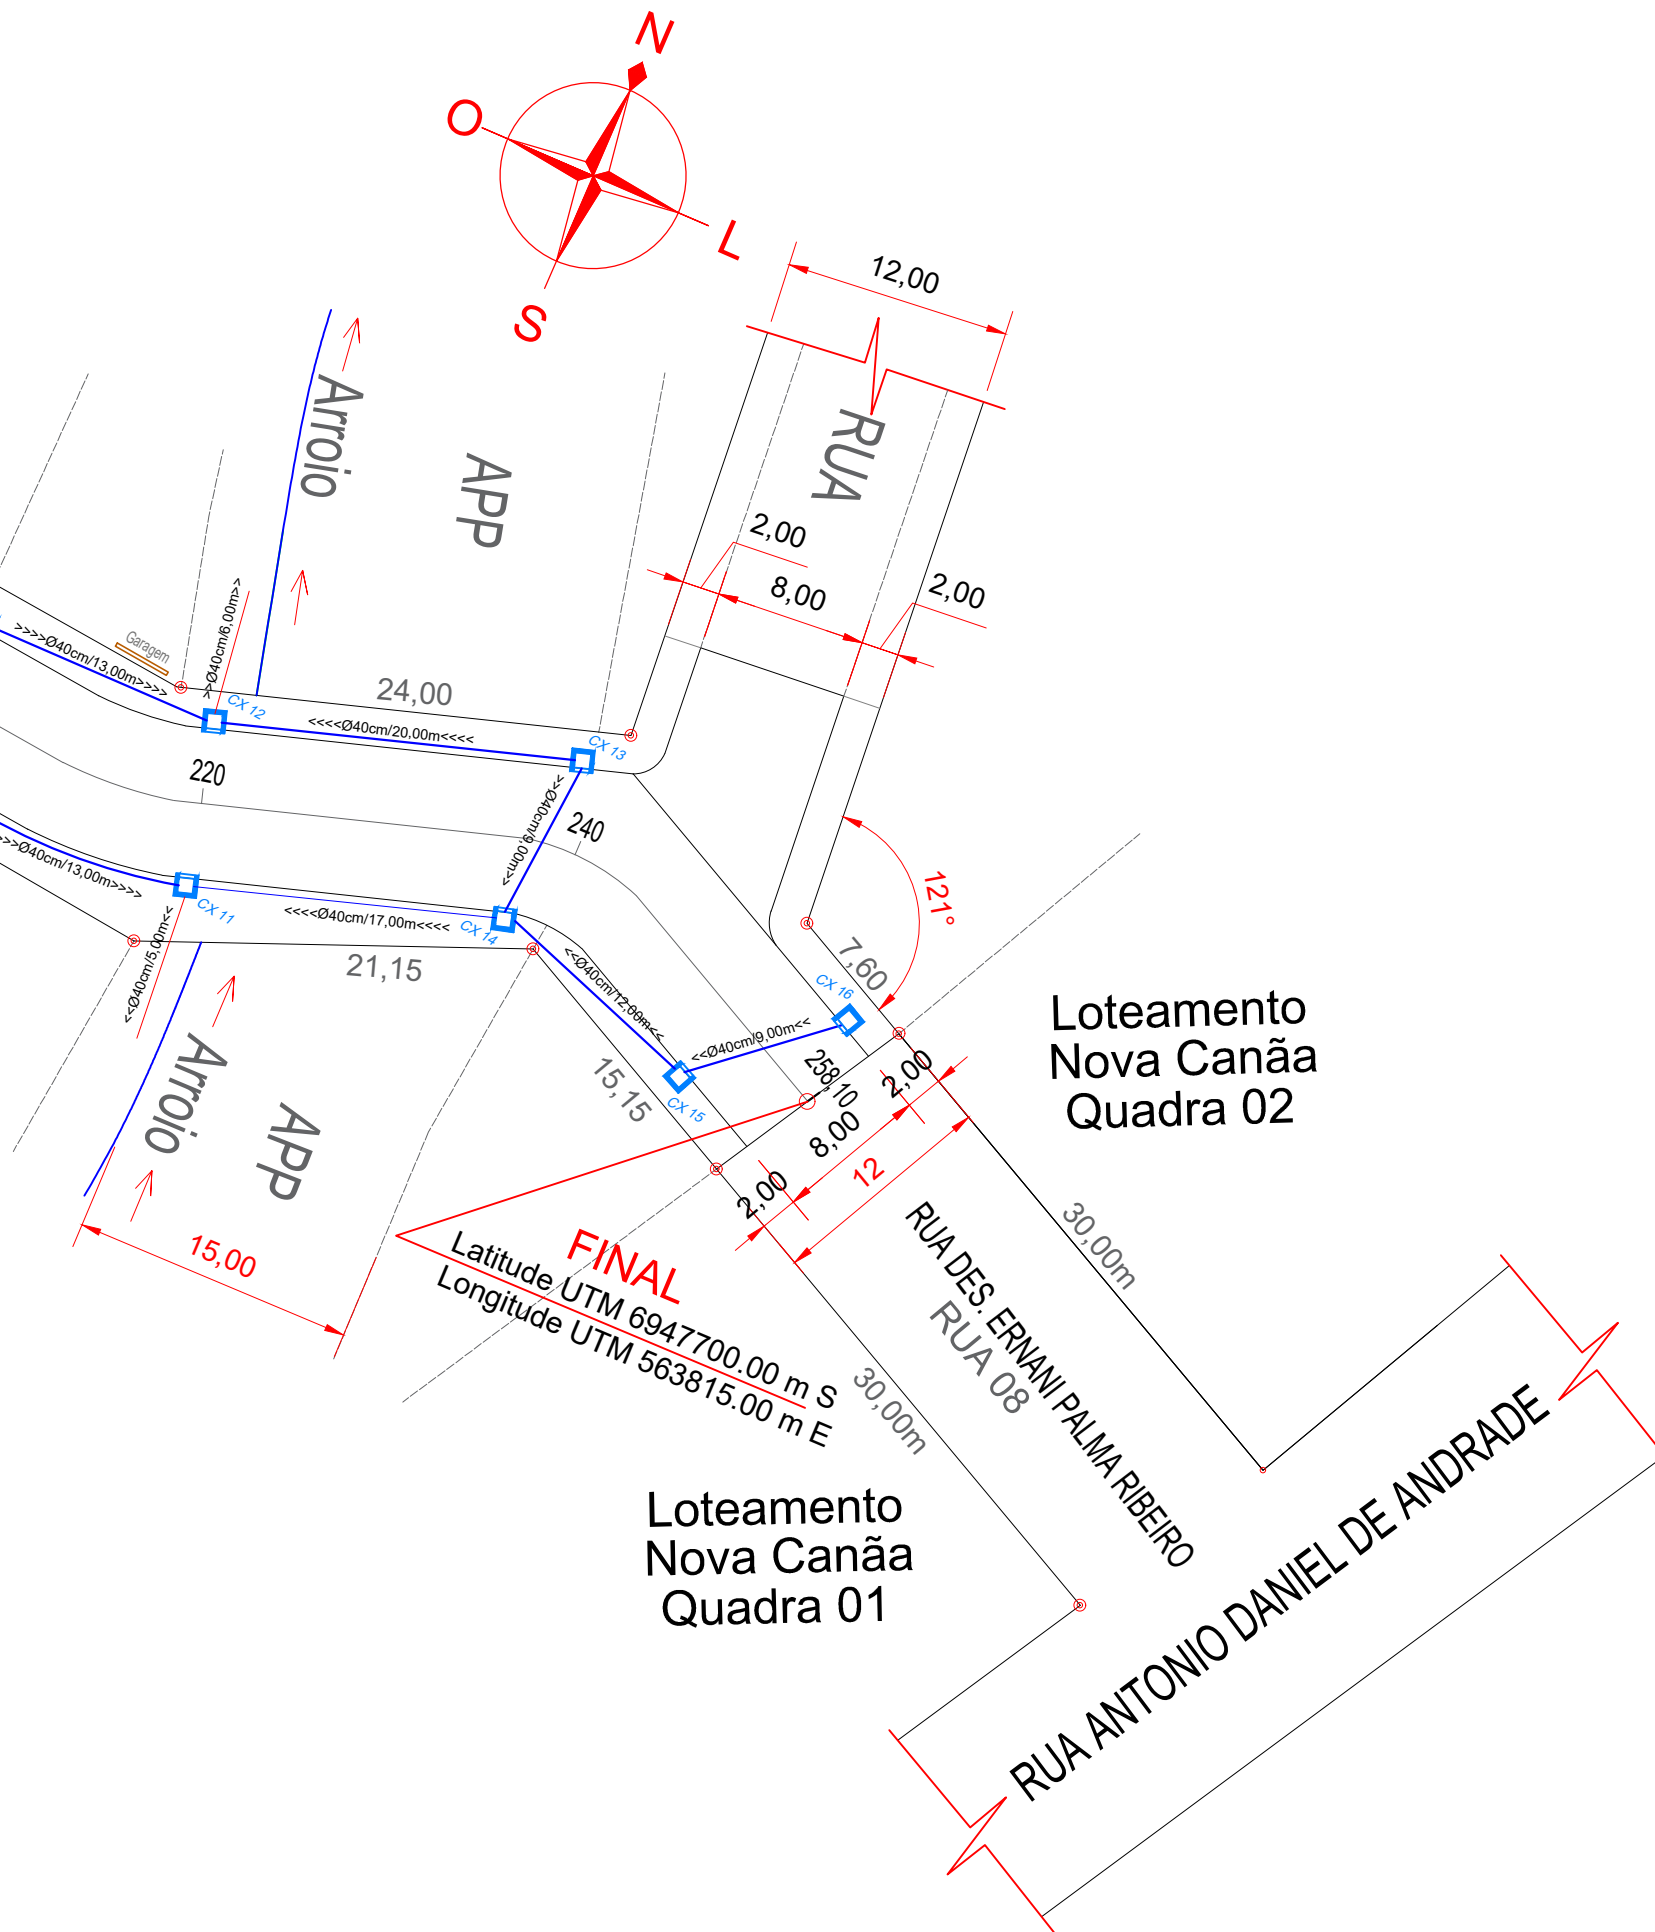 N
O
L
S
12,00
Arroio
APP
RUA
2,00
8,00
2,00
>>>>Ø40cm/13,00m>>>>
Garagem
>>Ø40cm/6,00m>>
CX 12
24,00
<<<<Ø40cm/20,00m<<<<
CX 13
220
>>Ø40cm/9,00m>>
240
>>>Ø40cm/13,00m>>>>
CX 11
<<<<Ø40cm/17,00m<<<<
CX 14
<<Ø40cm/5,00m<<
21,15
<<Ø40cm/12,00m<<
121°
7,60
CX 16
<<Ø40cm/9,00m<<
258,10
2,00
8,00
12
2,00
15,15
CX 15
Arroio
APP
15,00
Loteamento
Nova Canãa
Quadra 02
FINAL
Latitude UTM 6947700.00 m S
Longitude UTM 563815.00 m E
30,00m
RUA DES. ERNANI PALMA RIBEIRO
RUA 08
30,00m
Loteamento
Nova Canãa
Quadra 01
RUA ANTONIO DANIEL DE ANDRADE